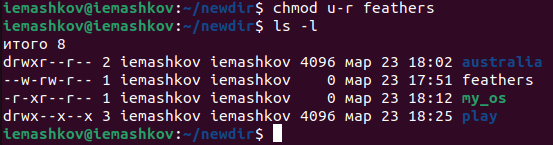 iemashkov@iemashkov:~/newdir$ chmod u-r feathers
iemashkov@iemashkov:~/newdir$ ls -l
итого 8
drwxr--r-- 2 iemashkov iemashkov 4096 мар 23 18:02 australia
--w-rw-r-- 1 iemashkov iemashkov    0 мар 23 17:51 feathers
-r-xr--r-- 1 iemashkov iemashkov    0 мар 23 18:12 my_os
drwx--x--x 3 iemashkov iemashkov 4096 мар 23 18:25 play
iemashkov@iemashkov:~/newdir$